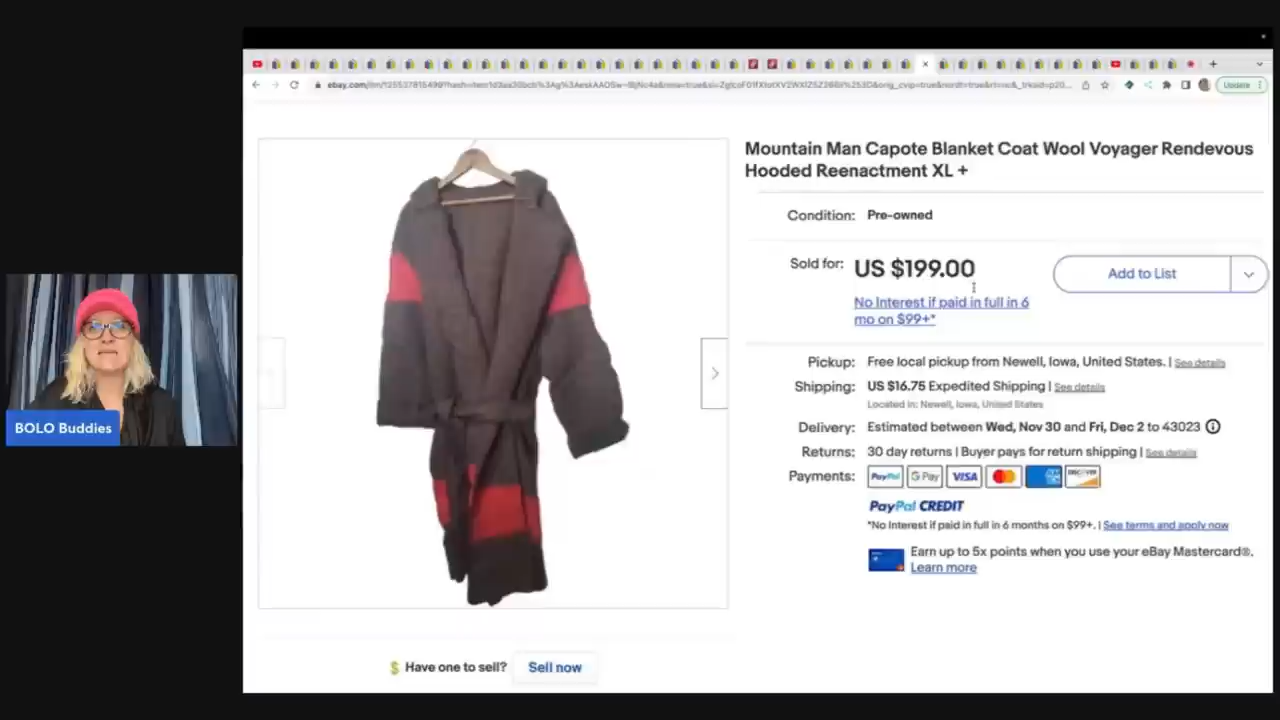 Update
Mountain Man Capote Blanket Coat Wool Voyager Rendevous
Hooded Reenactment XL +
Condition: Pre-owned
Sold for: US $199.00
Add to List
No Interest if paid in full in 6
mo on $99+*
Pickup: Free local pickup from Newell, Iowa, United States. | See details
Shipping: US $16.75 Expedited Shipping | See details
Located in: Newell, Iowa, United States
Delivery: Estimated between Wed, Nov 30 and Fri, Dec 2 to 43023
Returns: 30 day returns | Buyer pays for return shipping | See details
Payments: PayPal G Pay VISA MasterCard DISCOVER
PayPal CREDIT
*No Interest if paid in full in 6 months on $99+. | See terms and apply now
Earn up to 5x points when you use your eBay Mastercard®.
Learn more
BOLO Buddies
Have one to sell? Sell now